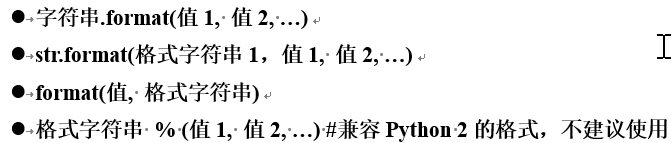 ● 字符串.format(值 1, 值 2, …)
● str.format(格式字符串 1，值 1, 值 2, …)
● format(值, 格式字符串)
● 格式字符串 % (值 1, 值 2, …) #兼容 Python 2 的格式，不建议使用